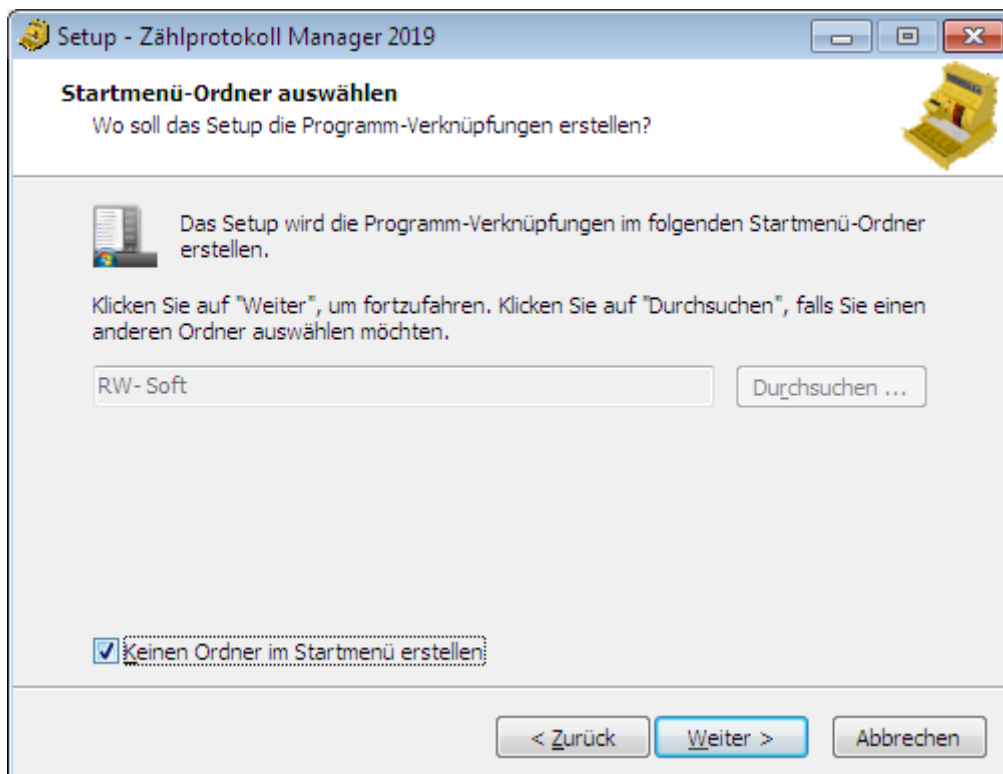 Setup - Zählprotokoll Manager 2019
Startmenü-Ordner auswählen
Wo soll das Setup die Programm-Verknüpfungen erstellen?
Das Setup wird die Programm-Verknüpfungen im folgenden Startmenü-Ordner
erstellen.
Klicken Sie auf "Weiter", um fortzufahren. Klicken Sie auf "Durchsuchen", falls Sie einen
anderen Ordner auswählen möchten.
RW-Soft
Durchsuchen ...
Keinen Ordner im Startmenü erstellen
< Zurück
Weiter >
Abbrechen